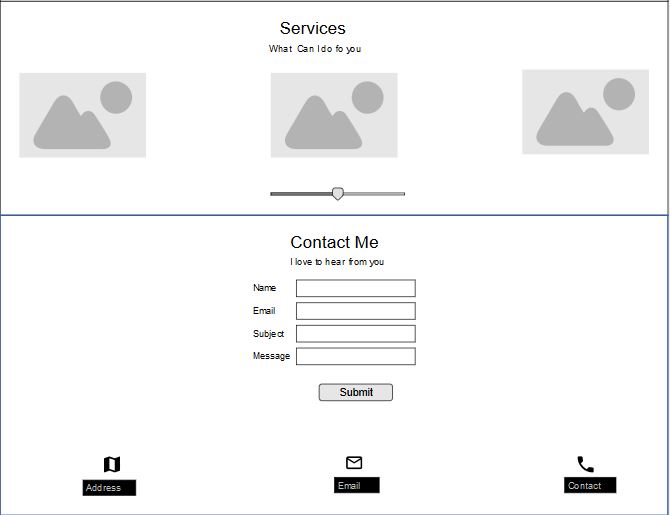 Services
What Can I do fo you
Contact Me
I love to hear from you
Name
Email
Subject
Message
Submit
Address
Email
Contact